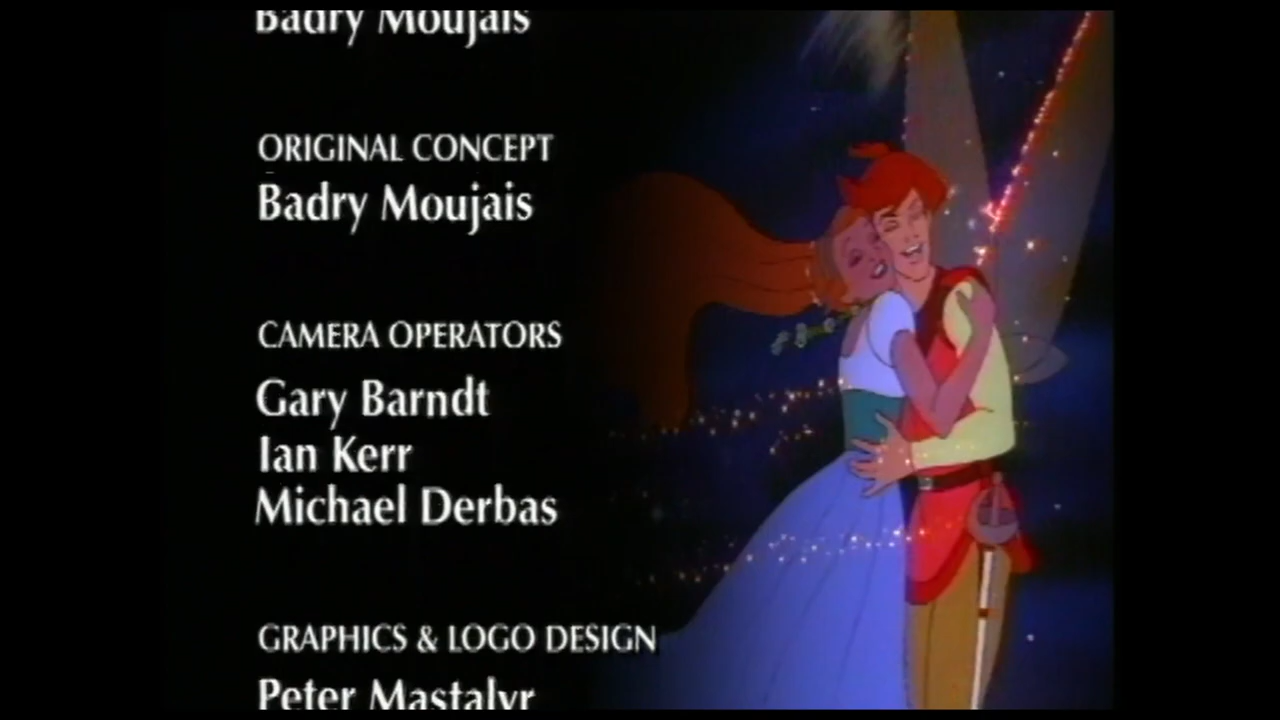 Badry Moujais
ORIGINAL CONCEPT
Badry Moujais
CAMERA OPERATORS
Gary Barndt
Ian Kerr
Michael Derbas
GRAPHICS & LOGO DESIGN
Peter Mastalyr